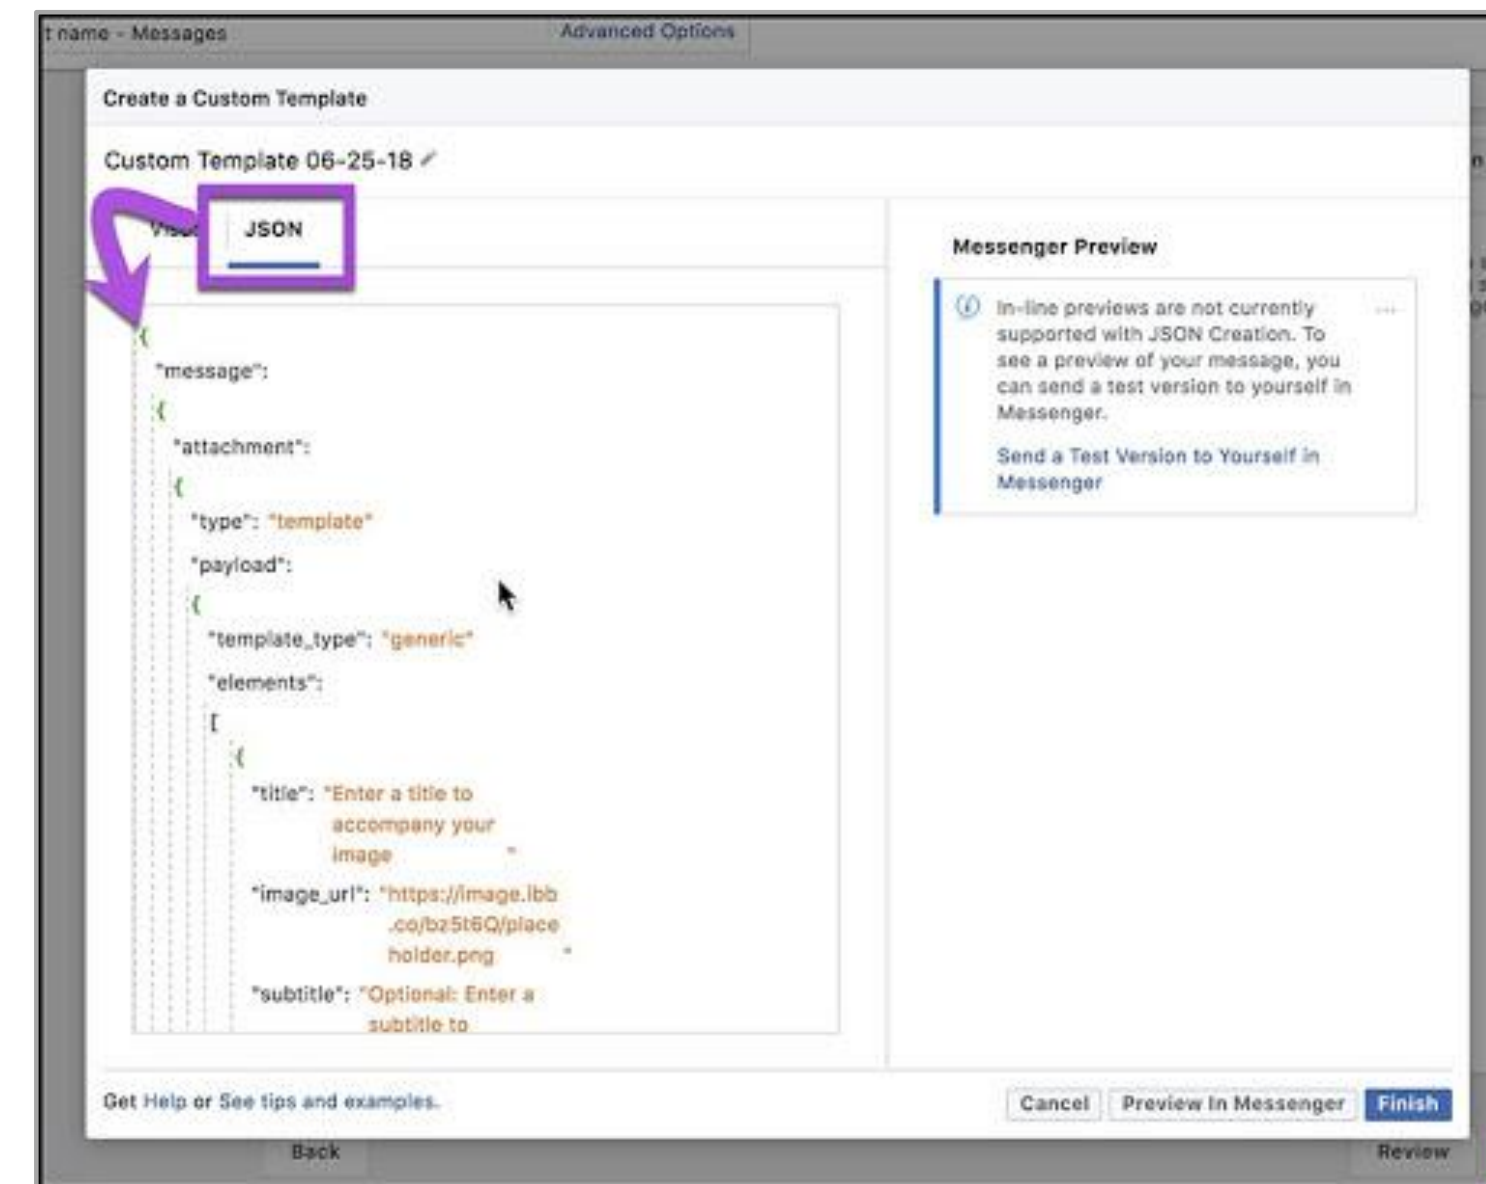 t name - Messages
Advanced Options
Create a Custom Template
Custom Template 06-25-18
JSON
{
"message":
{
"attachment":
{
"type": "template"
"payload":
{
"template_type": "generic"
"elements":
[
{
"title": "Enter a title to
accompany your
image "
"image_url": "https://image.ibb
.co/bz5t6Q/place
holder.png "
"subtitle": "Optional: Enter a
subtitle to
Messenger Preview
In-line previews are not currently
supported with JSON Creation. To
see a preview of your message, you
can send a test version to yourself in
Messenger.
Send a Test Version to Yourself in
Messenger
Get Help or See tips and examples.
Cancel
Preview In Messenger
Finish
Back
Review